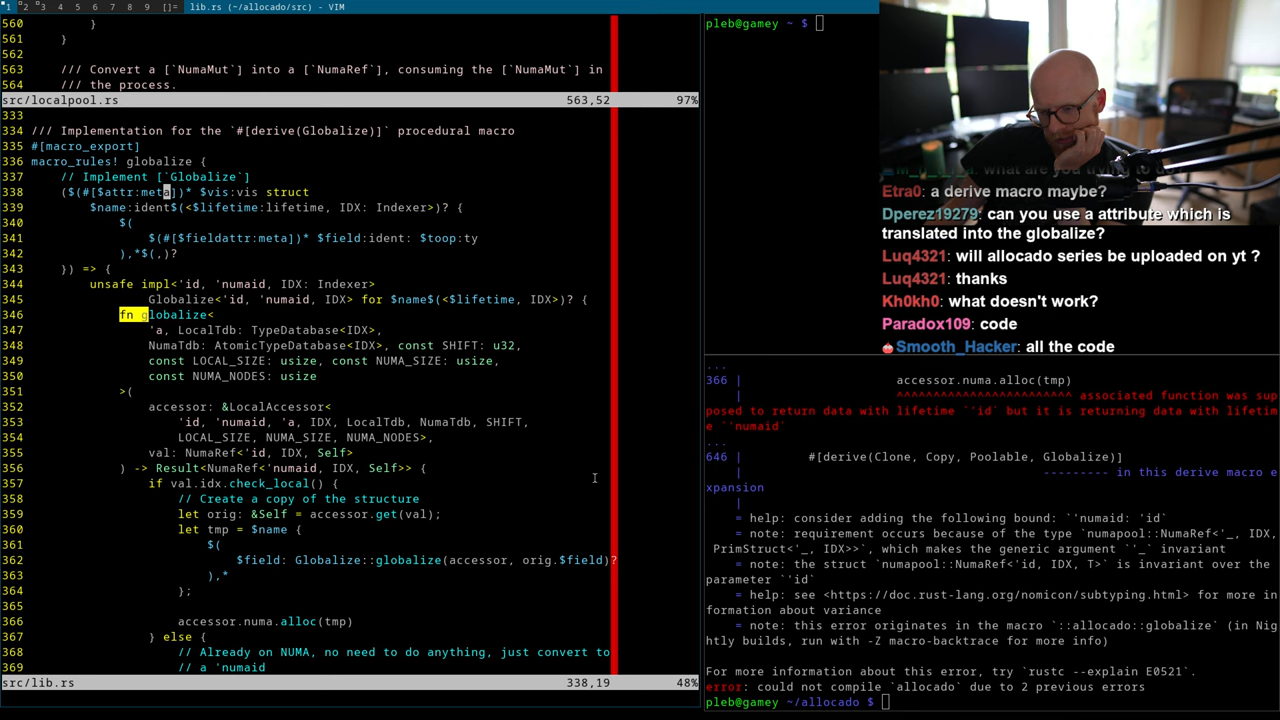 1 2 3 4 5 6 7 8 9 []= lib.rs (~/allocado/src) - VIM
560 }
561 }
562
563 /// Convert a [`NumaMut`] into a [`NumaRef`], consuming the [`NumaMut`] in
564 /// the process.
src/localpool.rs 563,52 97%
333
334 /// Implementation for the `#[derive(Globalize)]` procedural macro
335 #[macro_export]
336 macro_rules! globalize {
337 // Implement [`Globalize`]
338 ($(#[$attr:meta])* $vis:vis struct
339 $name:ident$(<$lifetime:lifetime, IDX: Indexer>)? {
340 $(
341 $(#[$fieldattr:meta])* $field:ident: $toop:ty
342 ),*$(,)?
343 }) => {
344 unsafe impl<'id, 'numaid, IDX: Indexer>
345 Globalize<'id, 'numaid, IDX> for $name$(<$lifetime, IDX>)? {
346 fn globalize<
347 'a, LocalTdb: TypeDatabase<IDX>,
348 NumaTdb: AtomicTypeDatabase<IDX>, const SHIFT: u32,
349 const LOCAL_SIZE: usize, const NUMA_SIZE: usize,
350 const NUMA_NODES: usize
351 >(
352 accessor: &LocalAccessor<
353 'id, 'numaid, 'a, IDX, LocalTdb, NumaTdb, SHIFT,
354 LOCAL_SIZE, NUMA_SIZE, NUMA_NODES>,
355 val: NumaRef<'id, IDX, Self>
356 ) -> Result<NumaRef<'numaid, IDX, Self>> {
357 if val.idx.check_local() {
358 // Create a copy of the structure
359 let orig: &Self = accessor.get(val);
360 let tmp = $name {
361 $(
362 $field: Globalize::globalize(accessor, orig.$field)?
363 ),*
364 };
365
366 accessor.numa.alloc(tmp)
367 } else {
368 // Already on NUMA, no need to do anything, just convert to
369 // a 'numaid
src/lib.rs 338,19 48%
pleb@gamey ~ $
what are you trying to do?
Etra0: a derive macro maybe?
Dperez19279: can you use a attribute which is
translated into the globalize?
Luq4321: will allocado series be uploaded on yt ?
Luq4321: thanks
Kh0kh0: what doesn't work?
Paradox109: code
Smooth_Hacker: all the code
...
366 | accessor.numa.alloc(tmp)
| ^^^^^^^^^^^^^^^^^^^^^^^^ associated function was sup
posed to return data with lifetime `'id` but it is returning data with lifetim
e `'numaid`
...
646 | #[derive(Clone, Copy, Poolable, Globalize)]
| --------- in this derive macro e
xpansion
|
= help: consider adding the following bound: `'numaid: 'id`
= note: requirement occurs because of the type `numapool::NumaRef<'_, IDX,
PrimStruct<'_, IDX>>`, which makes the generic argument `'_` invariant
= note: the struct `numapool::NumaRef<'id, IDX, T>` is invariant over the
parameter `'id`
= help: see <https://doc.rust-lang.org/nomicon/subtyping.html> for more in
formation about variance
= note: this error originates in the macro `::allocado::globalize` (in Nig
htly builds, run with -Z macro-backtrace for more info)

For more information about this error, try `rustc --explain E0521`.
error: could not compile `allocado` due to 2 previous errors
pleb@gamey ~/allocado $